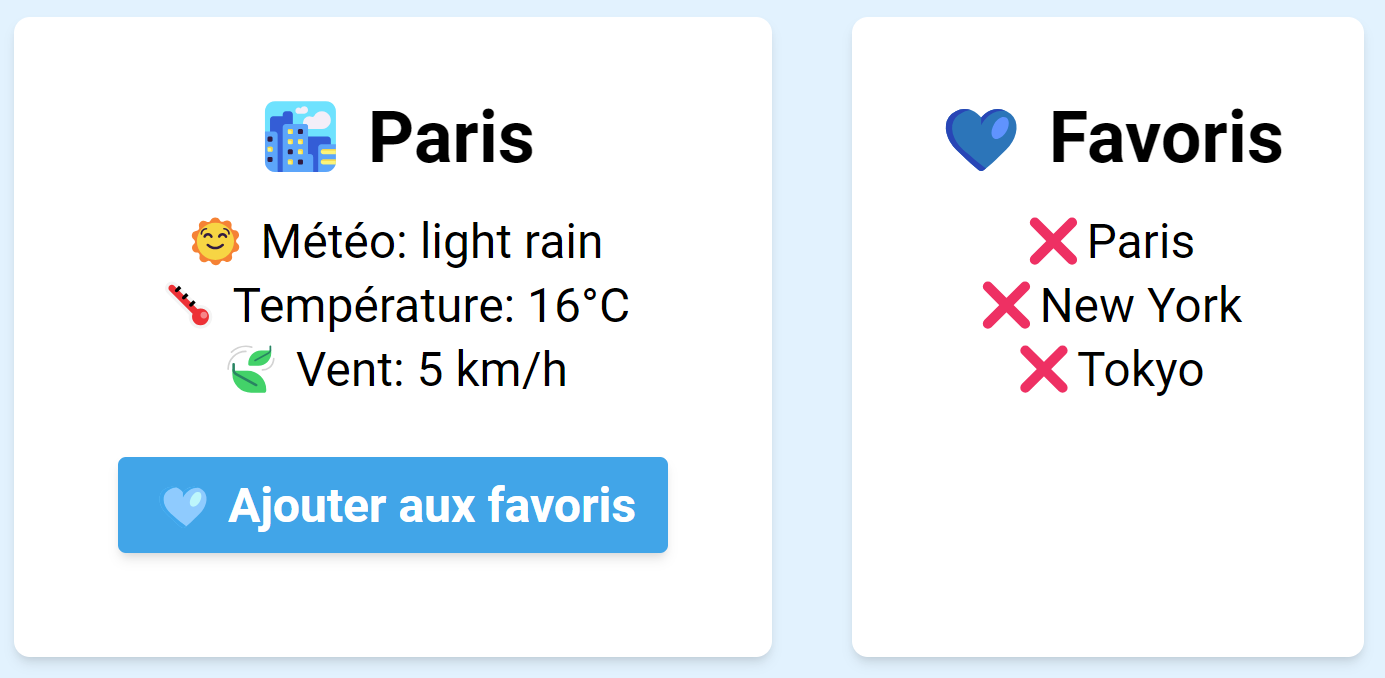 Paris
Météo: light rain
Température: 16°C
Vent: 5 km/h
Ajouter aux favoris
Favoris
Paris
New York
Tokyo